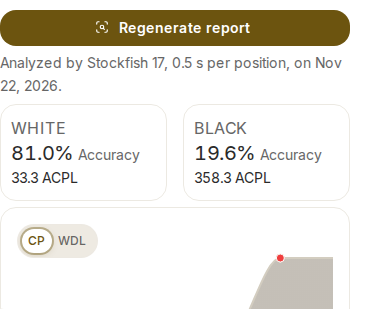 Regenerate report
Analyzed by Stockfish 17, 0.5 s per position, on Nov
22, 2026.
WHITE
81.0% Accuracy
33.3 ACPL
BLACK
19.6% Accuracy
358.3 ACPL
CP WDL